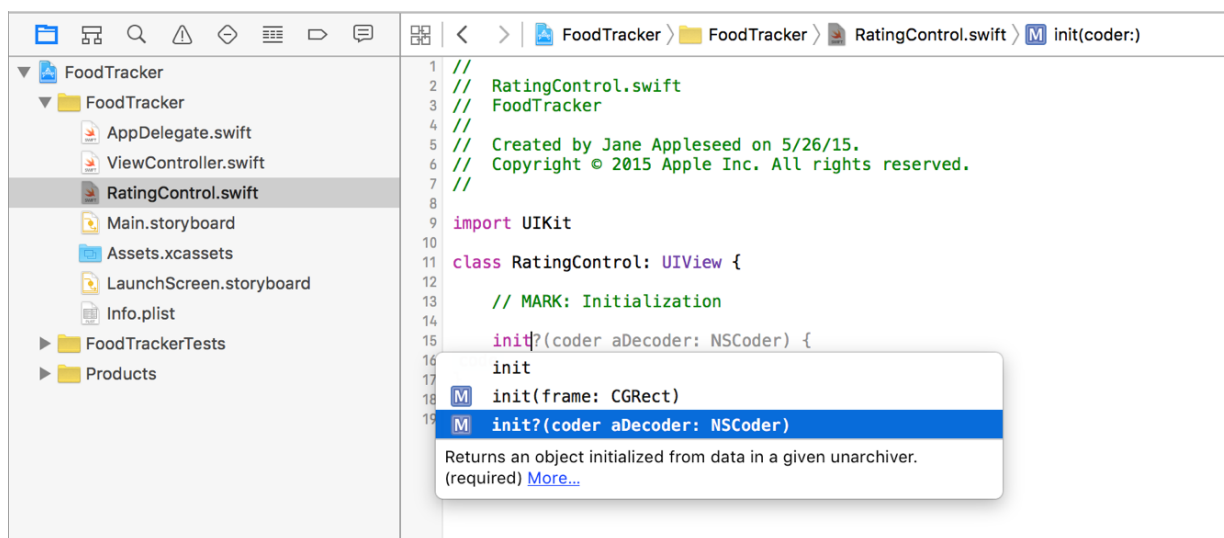 FoodTracker FoodTracker RatingControl.swift M init(coder:)
FoodTracker
FoodTracker
AppDelegate.swift
ViewController.swift
RatingControl.swift
Main.storyboard
Assets.xcassets
LaunchScreen.storyboard
Info.plist
FoodTrackerTests
Products
1 //
2 // RatingControl.swift
3 // FoodTracker
4 //
5 // Created by Jane Appleseed on 5/26/15.
6 // Copyright © 2015 Apple Inc. All rights reserved.
7 //
8
9 import UIKit
10
11 class RatingControl: UIView {
12
13 // MARK: Initialization
14
15 init?(coder aDecoder: NSCoder) {
16
17
18
19
init
M init(frame: CGRect)
M init?(coder aDecoder: NSCoder)
Returns an object initialized from data in a given unarchiver.
(required) More...